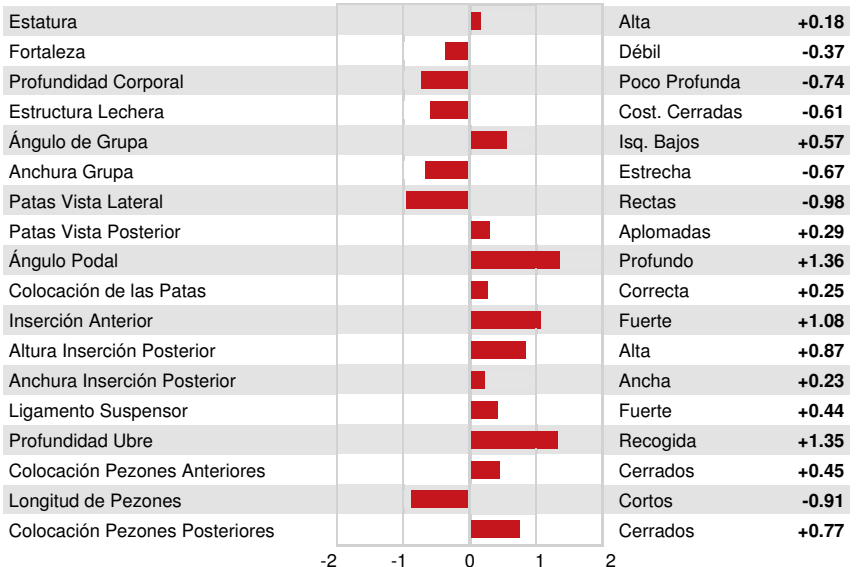 Estatura Alta +0.18
Fortaleza Débil -0.37
Profundidad Corporal Poco Profunda -0.74
Estructura Lechera Cost. Cerradas -0.61
Ángulo de Grupa Isq. Bajos +0.57
Anchura Grupa Estrecha -0.67
Patas Vista Lateral Rectas -0.98
Patas Vista Posterior Aplomadas +0.29
Ángulo Podal Profundo +1.36
Colocación de las Patas Correcta +0.25
Inserción Anterior Fuerte +1.08
Altura Inserción Posterior Alta +0.87
Anchura Inserción Posterior Ancha +0.23
Ligamento Suspensor Fuerte +0.44
Profundidad Ubre Recogida +1.35
Colocación Pezones Anteriores Cerrados +0.45
Longitud de Pezones Cortos -0.91
Colocación Pezones Posteriores Cerrados +0.77
-2 -1 0 1 2